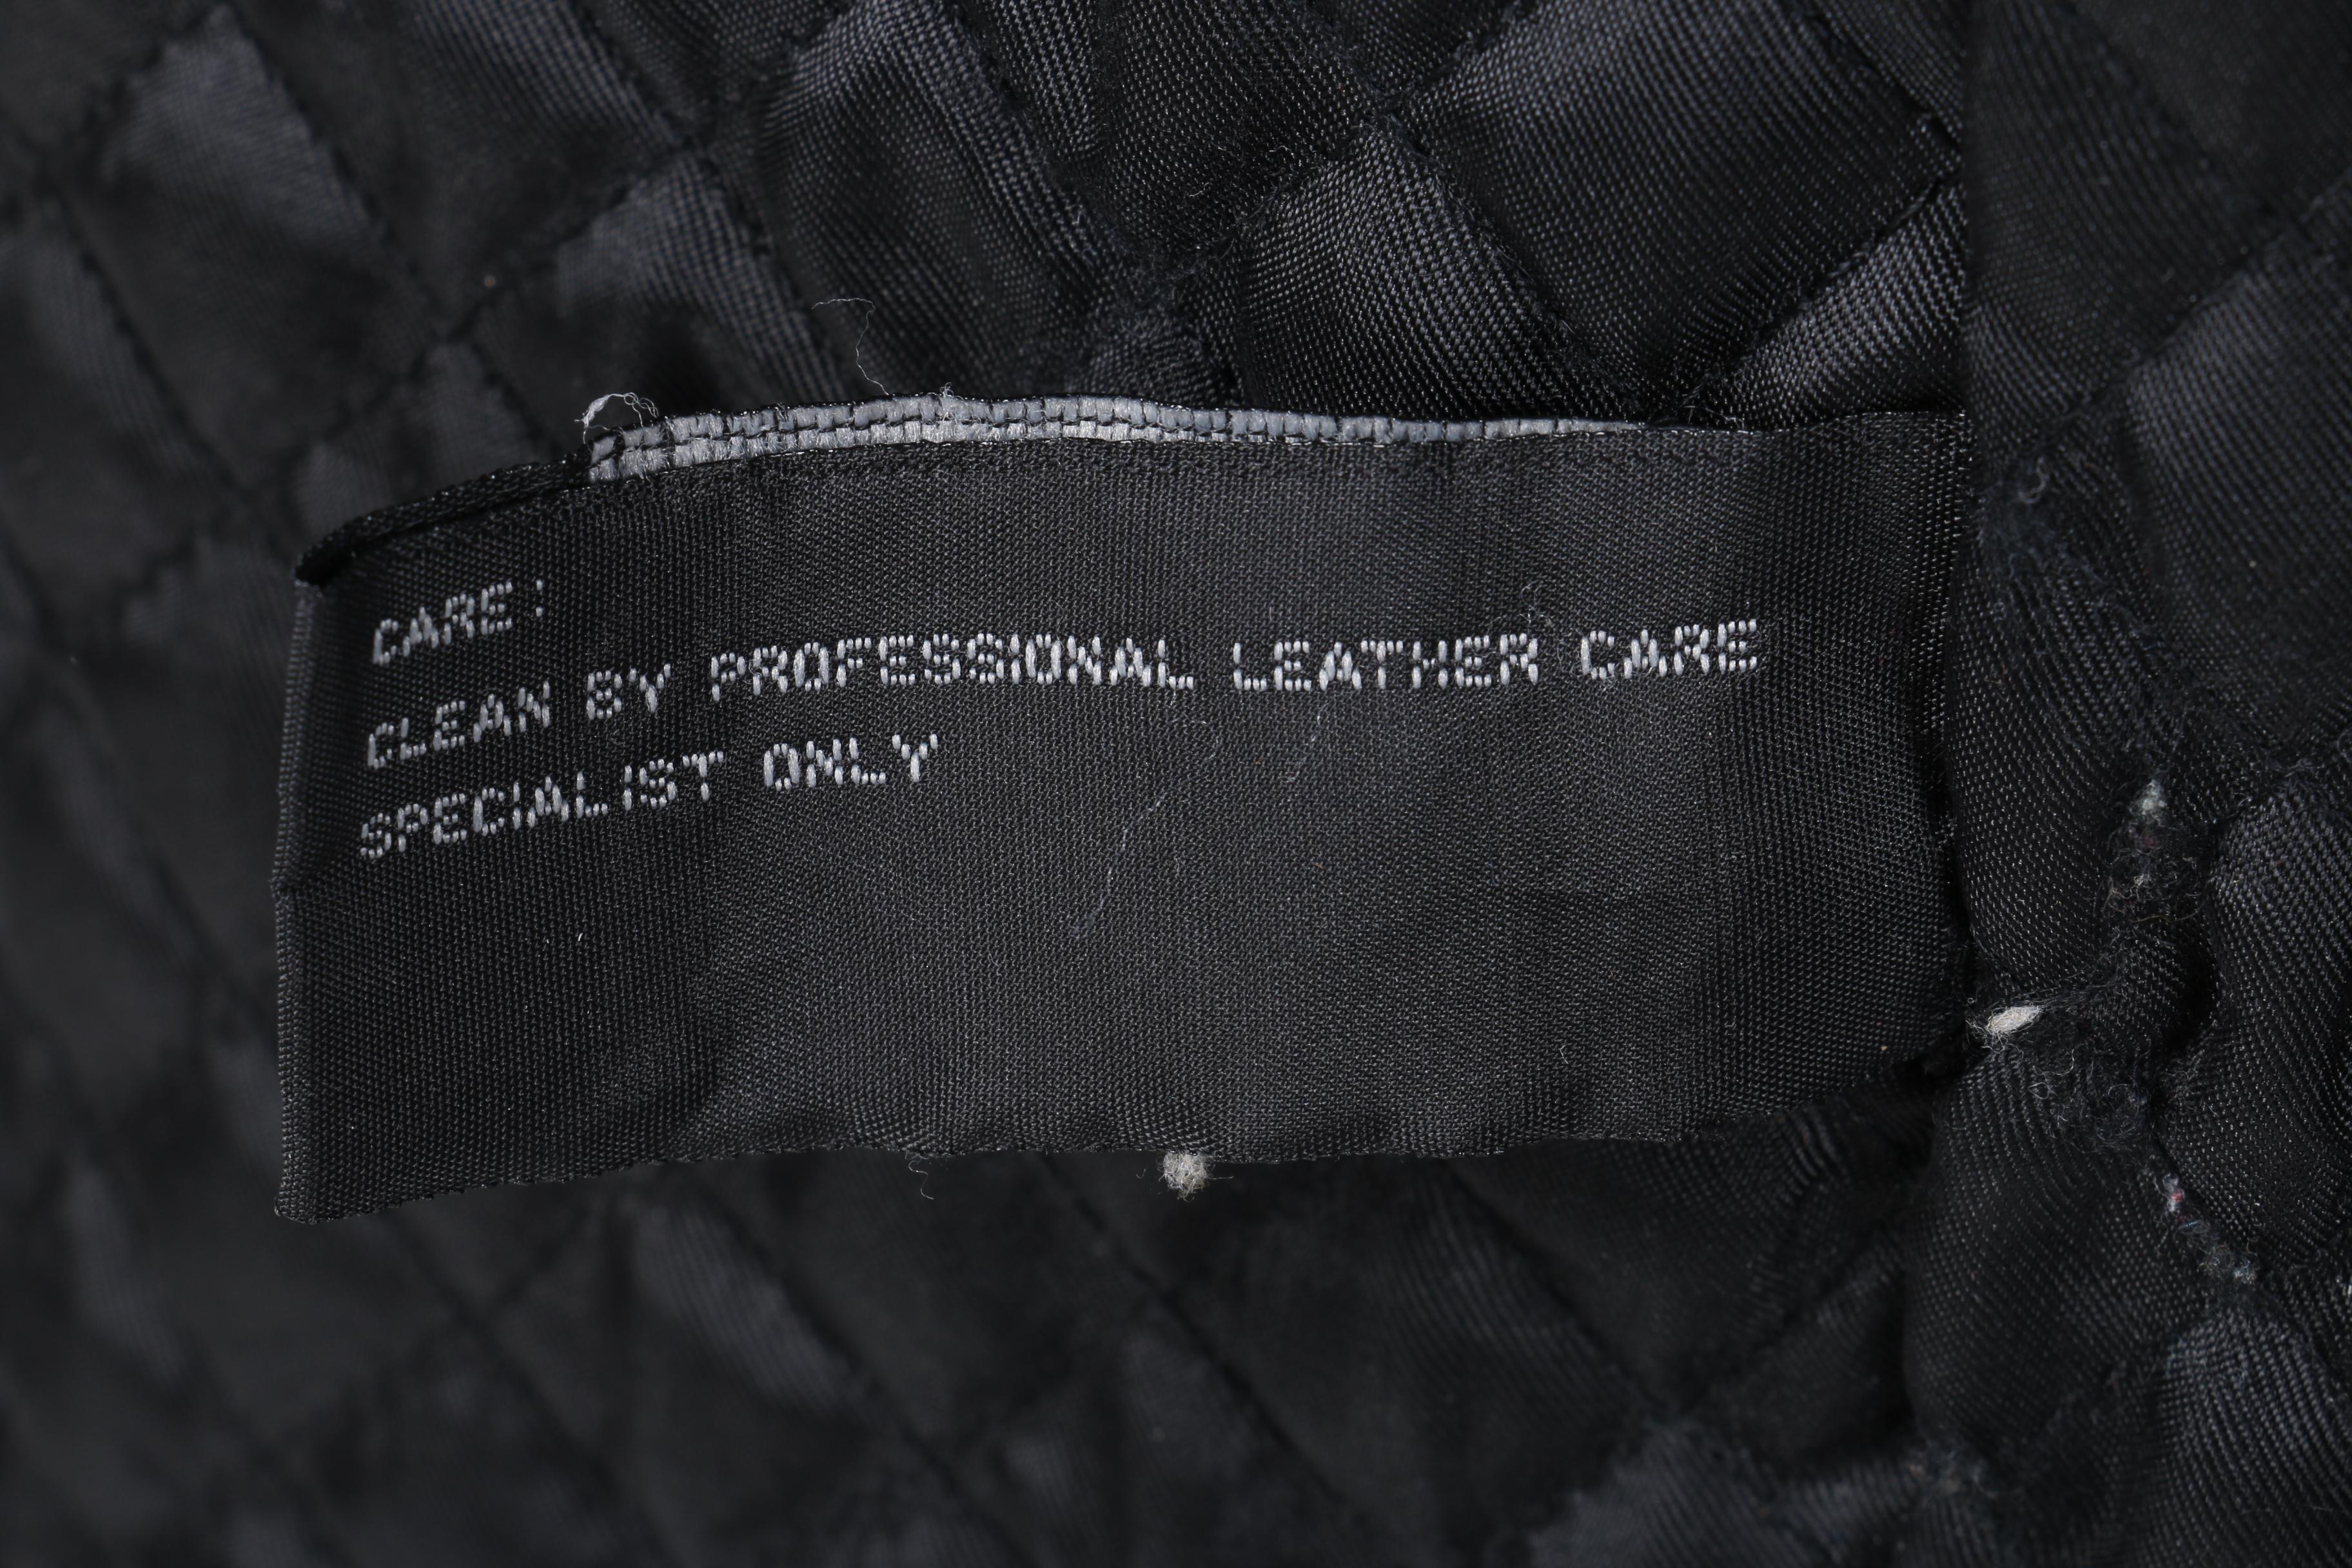 CARE:
CLEAN BY PROFESSIONAL LEATHER CARE
SPECIALIST ONLY